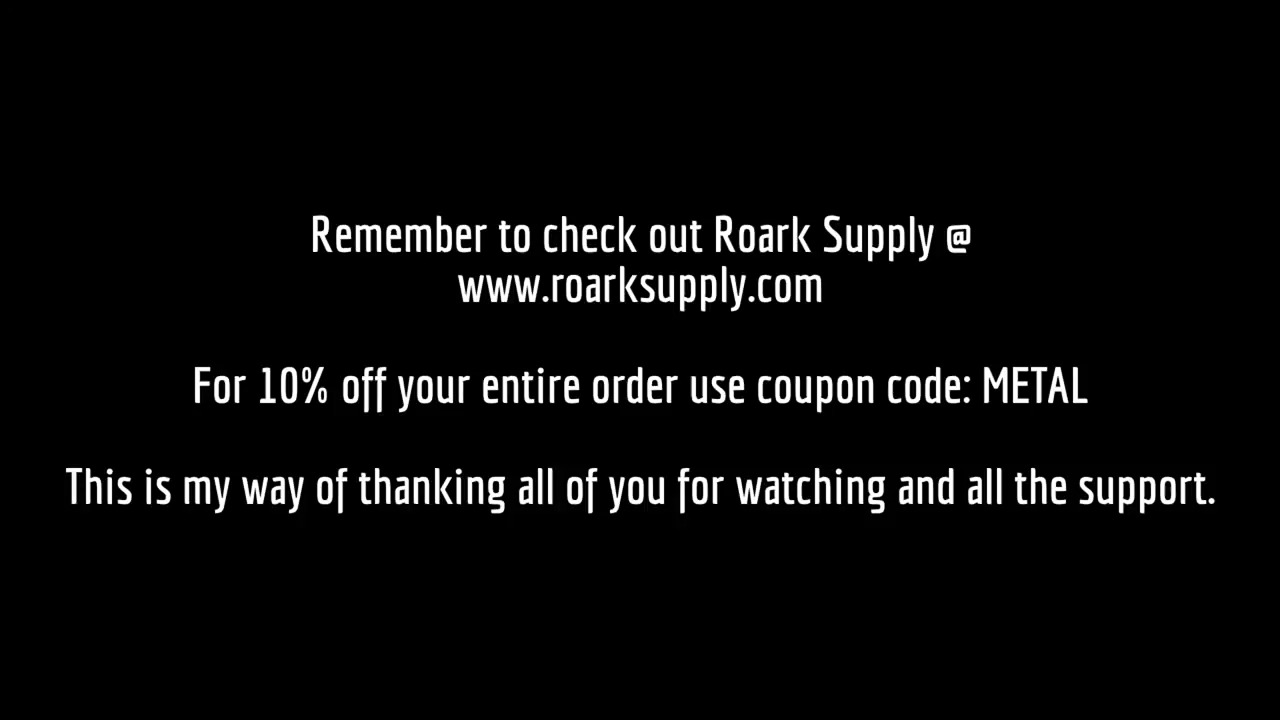 Remember to check out Roark Supply @
www.roarksupply.com
For 10% off your entire order use coupon code: METAL
This is my way of thanking all of you for watching and all the support.